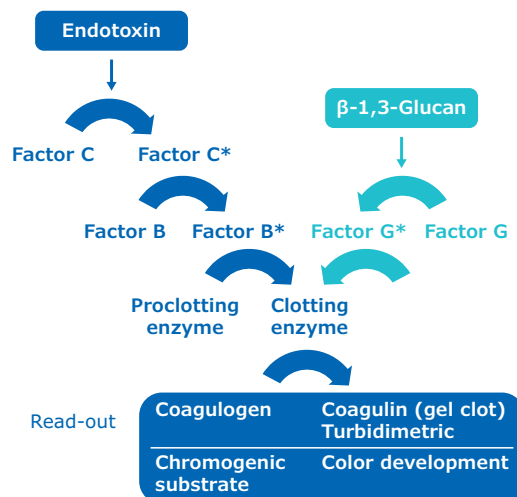 Endotoxin
β-1,3-Glucan
Factor C Factor C*
Factor B Factor B* Factor G* Factor G
Proclotting Clotting
enzyme enzyme
Read-out
Coagulogen Coagulin (gel clot)
Turbidimetric
Chromogenic Color development
substrate